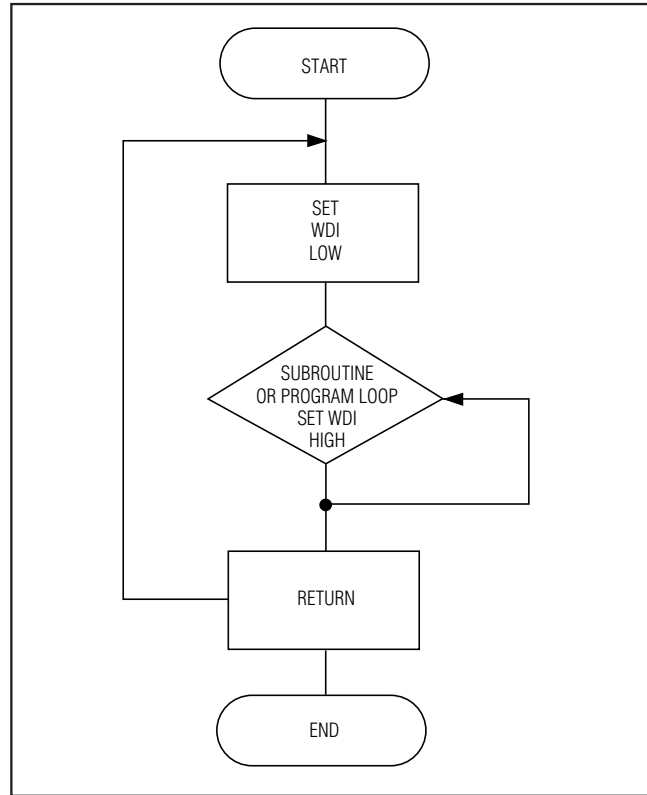 START
SET
WDI
LOW
SUBROUTINE
OR PROGRAM LOOP
SET WDI
HIGH
RETURN
END